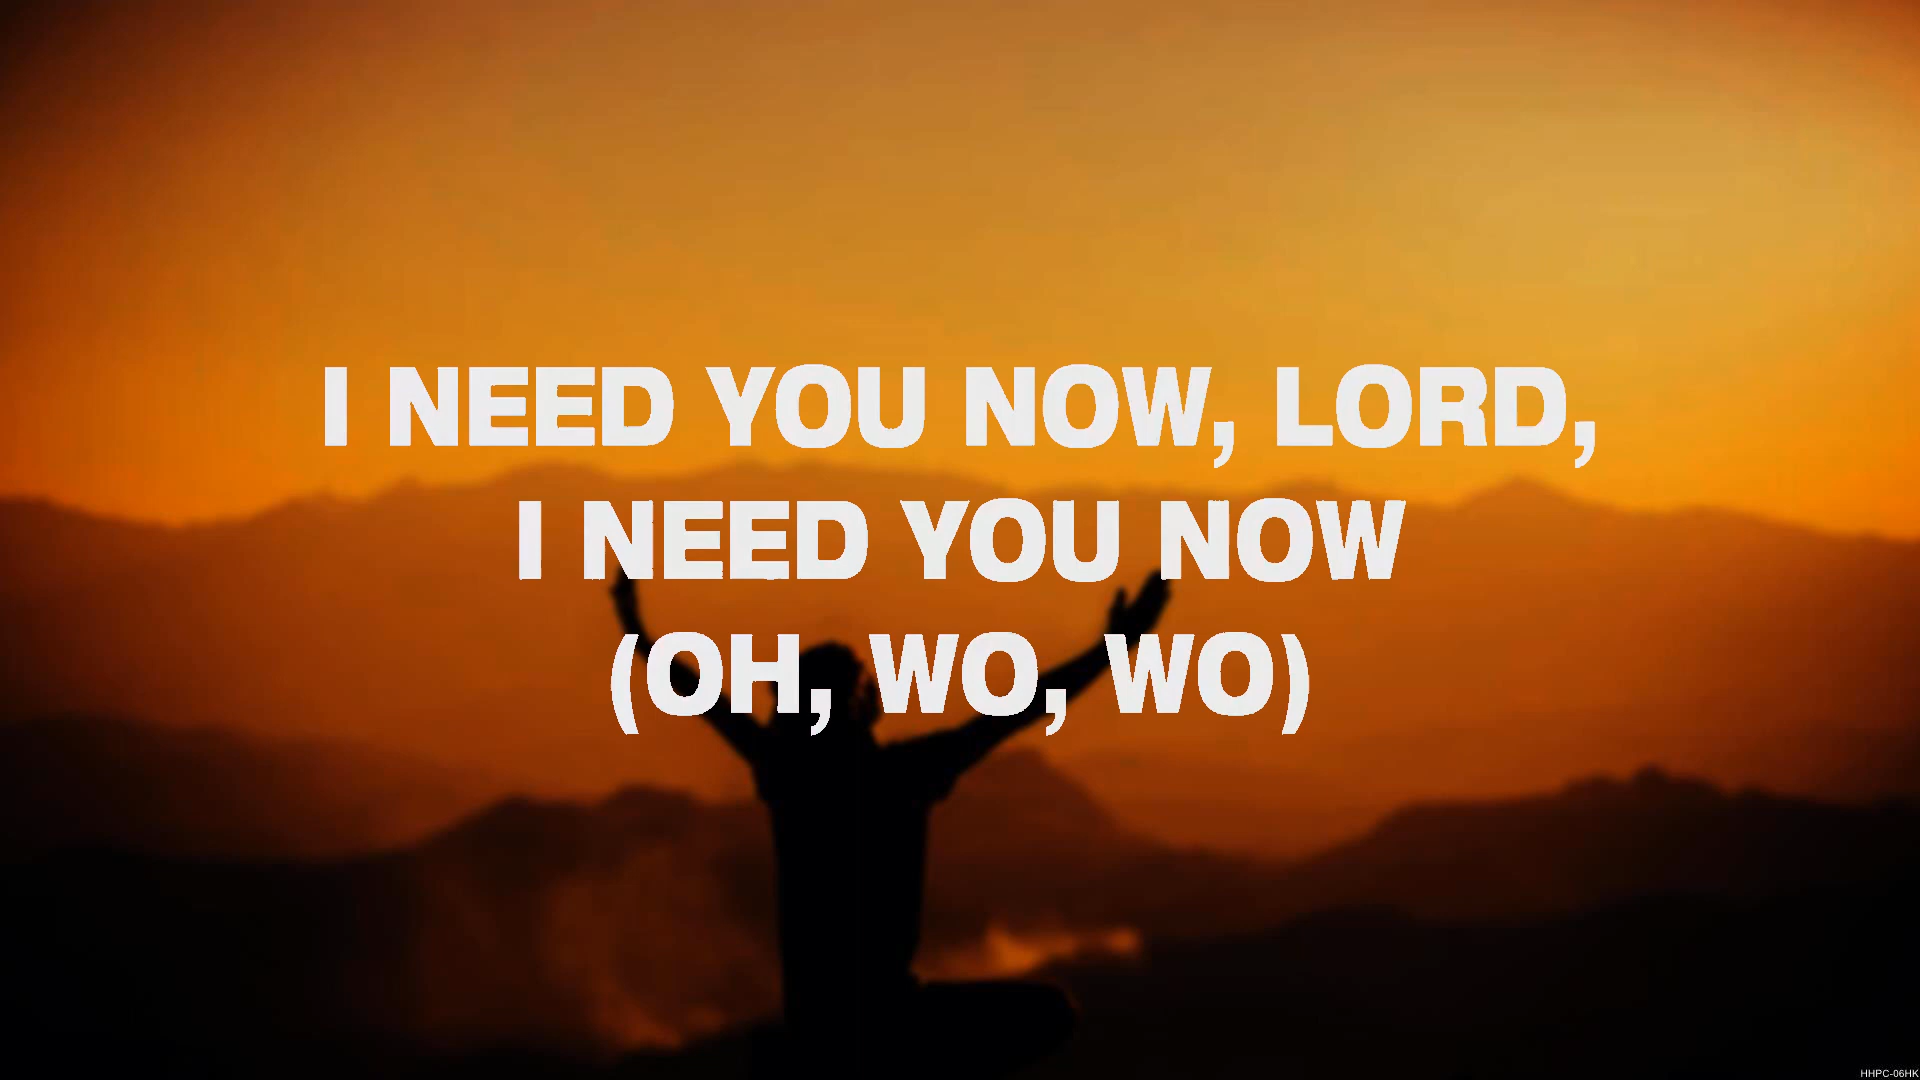 I NEED YOU NOW, LORD,
I NEED YOU NOW
(OH, WO, WO)
HHPC-06HK